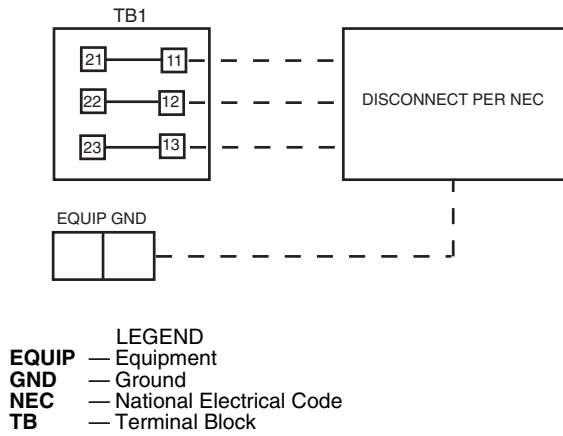 TB1
21 11
22 12
23 13
DISCONNECT PER NEC
EQUIP GND
LEGEND
EQUIP — Equipment
GND — Ground
NEC — National Electrical Code
TB — Terminal Block